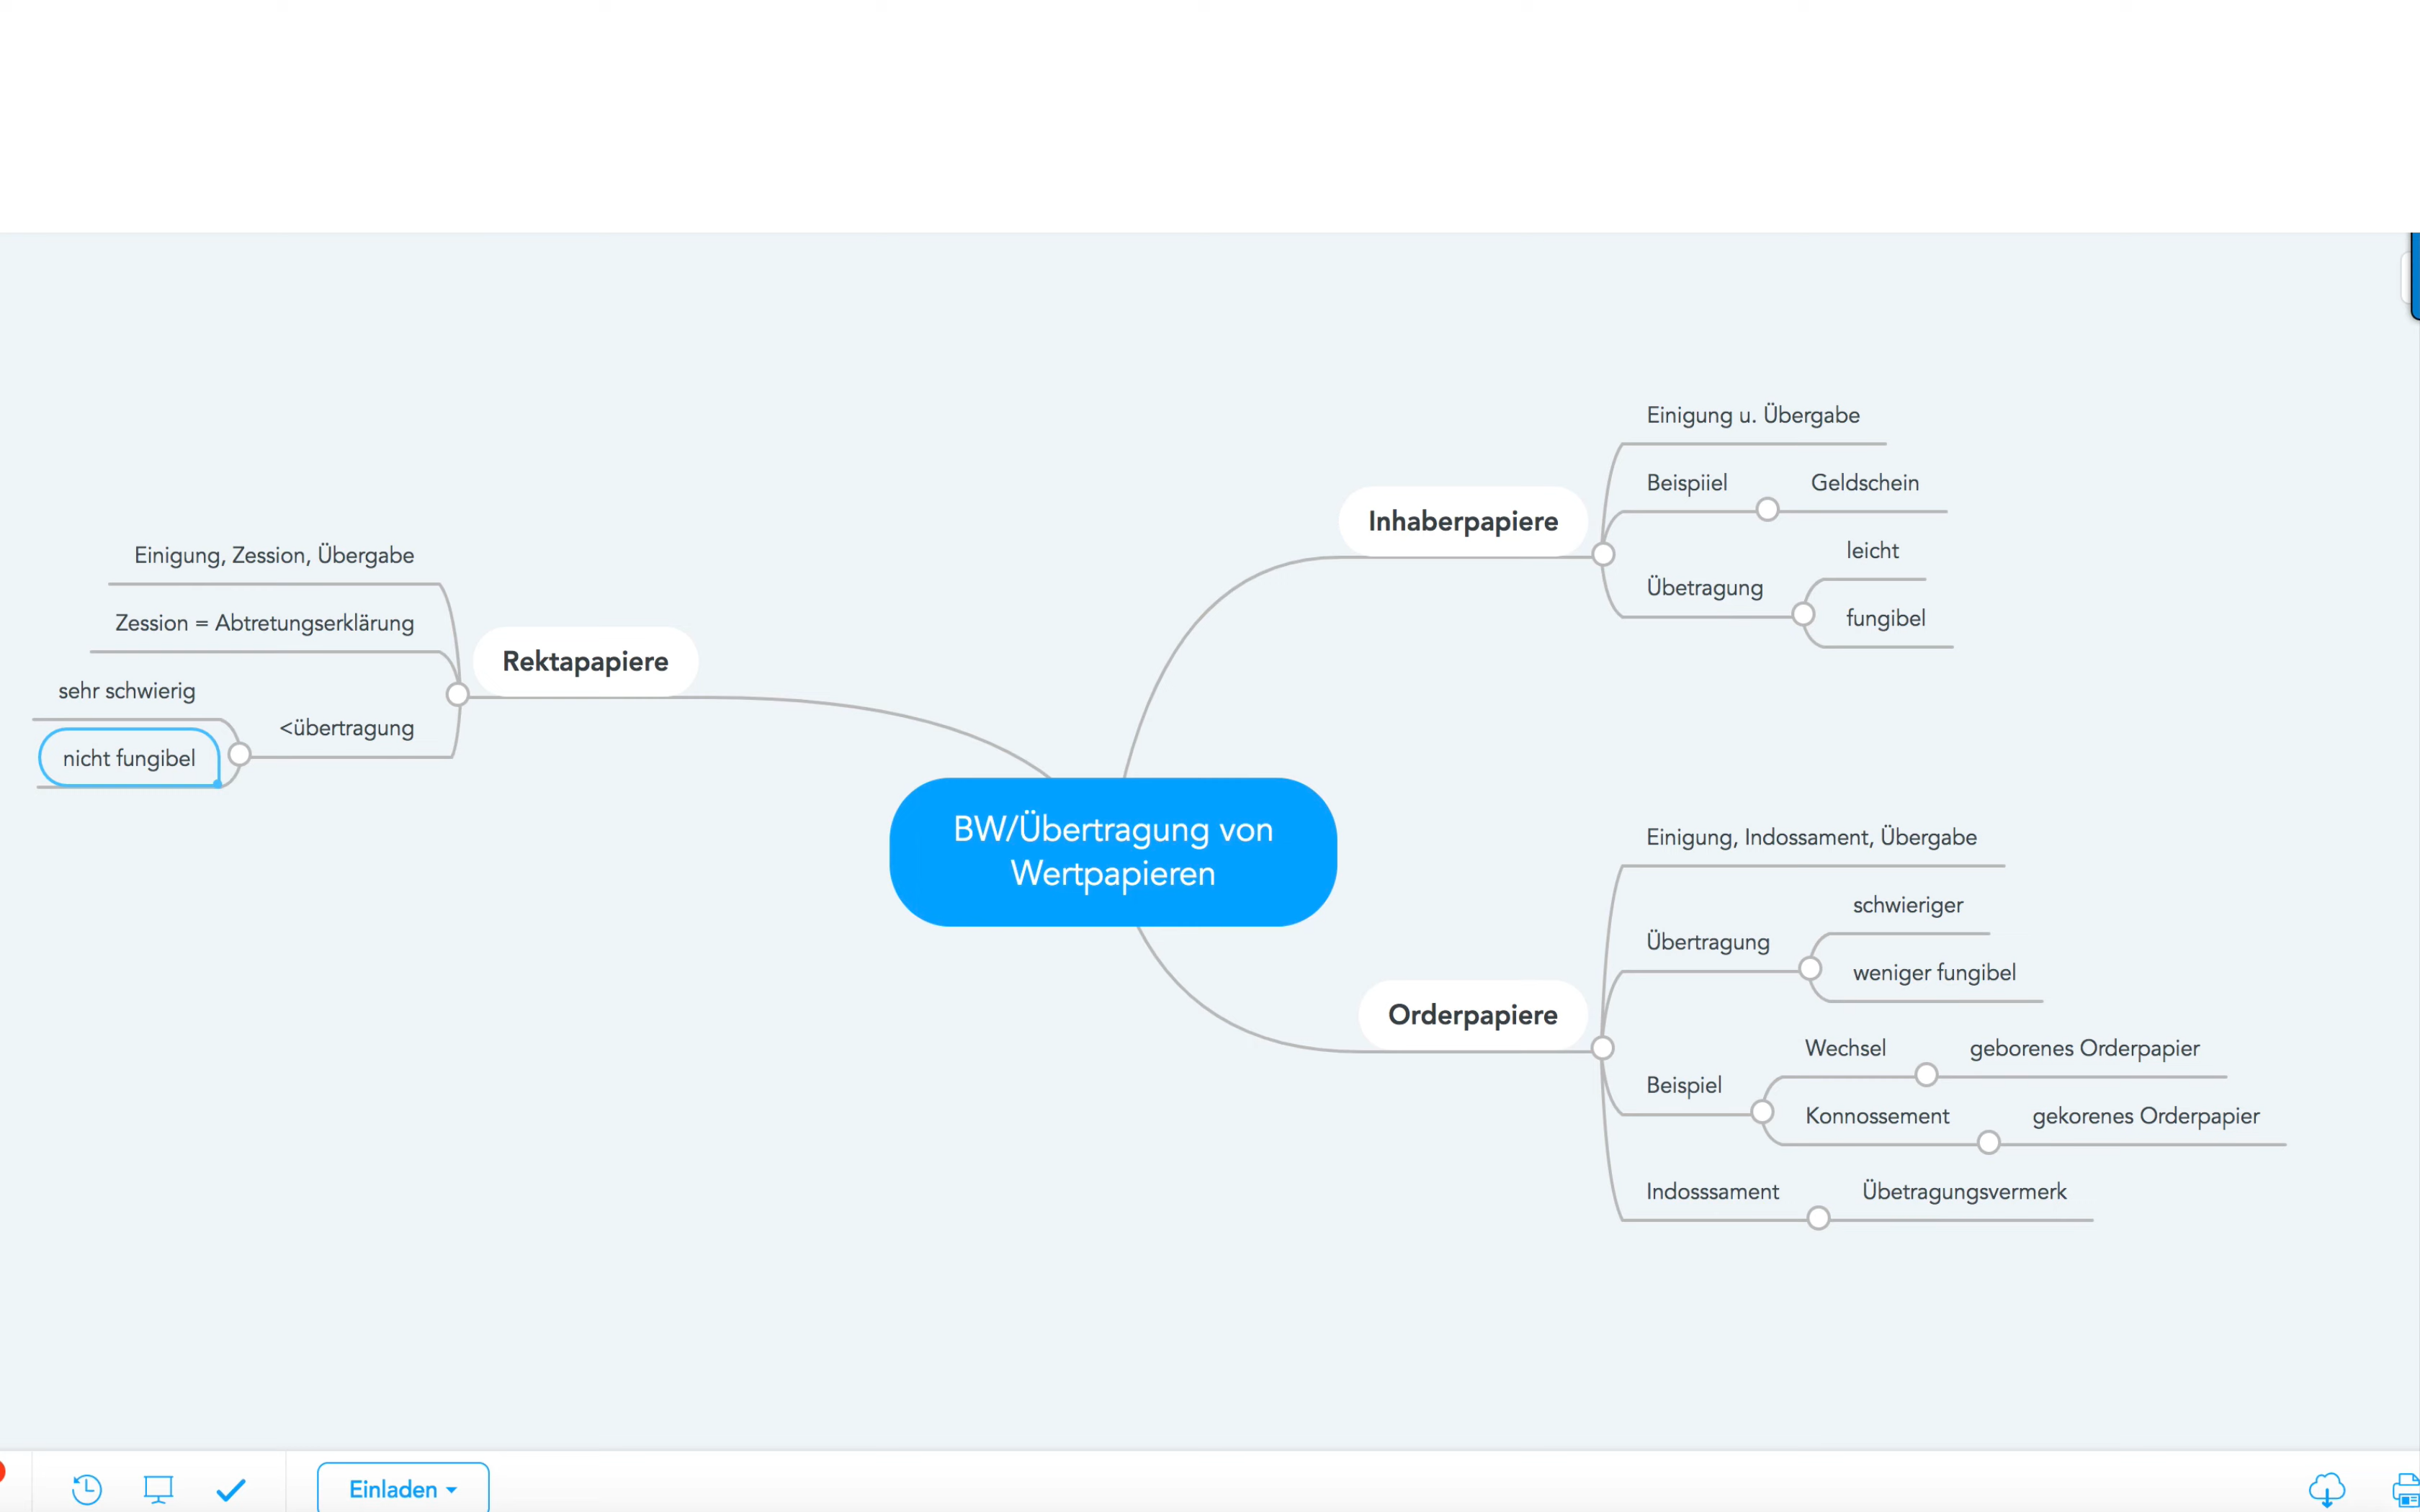 Einigung, Zession, Übergabe
Zession = Abtretungserklärung
sehr schwierig
<übertragung
nicht fungibel
Rektapapiere
BW/Übertragung von
Wertpapieren
Inhaberpapiere
Einigung u. Übergabe
Beispiiel
Geldschein
Übetragung
leicht
fungibel
Orderpapiere
Einigung, Indossament, Übergabe
Übertragung
schwieriger
weniger fungibel
Beispiel
Wechsel
geborenes Orderpapier
Konnossement
gekorenes Orderpapier
Indosssament
Übetragungsvermerk
Einladen